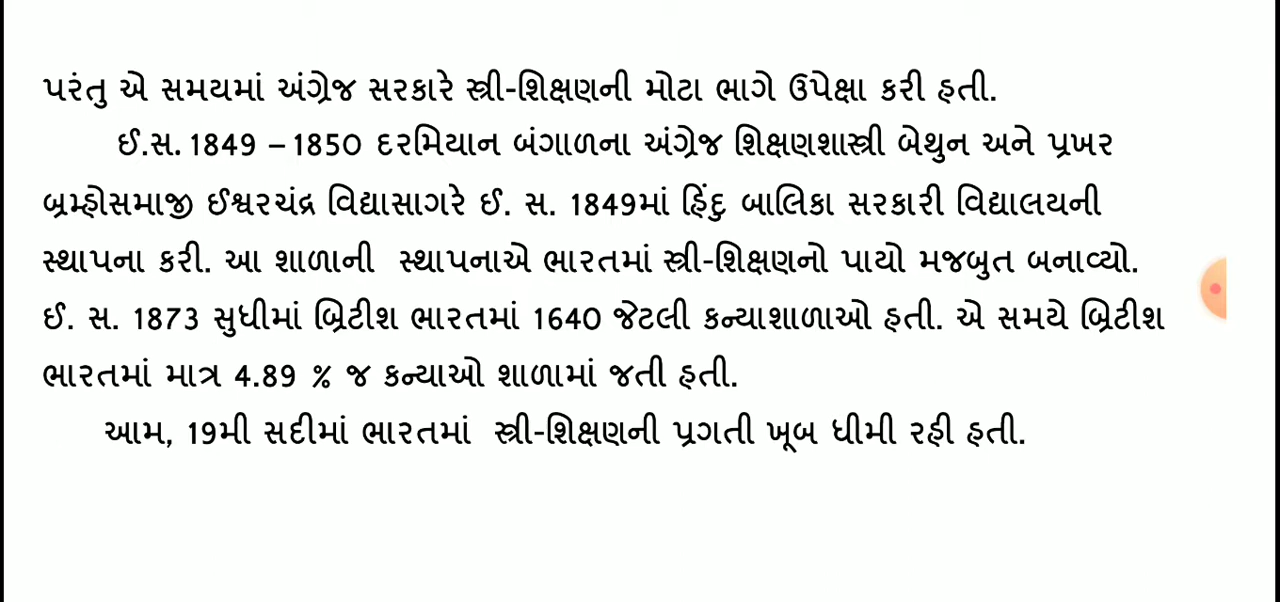 પરંતુ એ સમયમાં અંગ્રેજ સરકારે સ્ત્રી-શિક્ષણની મોટા ભાગે ઉપેક્ષા કરી હતી.
ઈ.સ. 1849 – 1850 દરમિયાન બંગાળના અંગ્રેજ શિક્ષણશાસ્ત્રી બેથુન અને પ્રખર
બ્રમ્હોસમાજી ઈશ્વરચંદ્ર વિદ્યાસાગરે ઈ. સ. 1849માં હિંદુ બાલિકા સરકારી વિદ્યાલયની
સ્થાપના કરી. આ શાળાની સ્થાપનાએ ભારતમાં સ્ત્રી-શિક્ષણનો પાયો મજબુત બનાવ્યો.
ઈ. સ. 1873 સુધીમાં બ્રિટીશ ભારતમાં 1640 જેટલી કન્યાશાળાઓ હતી. એ સમયે બ્રિટીશ
ભારતમાં માત્ર 4.89 % જ કન્યાઓ શાળામાં જતી હતી.
આમ, 19મી સદીમાં ભારતમાં સ્ત્રી-શિક્ષણની પ્રગતી ખૂબ ધીમી રહી હતી.